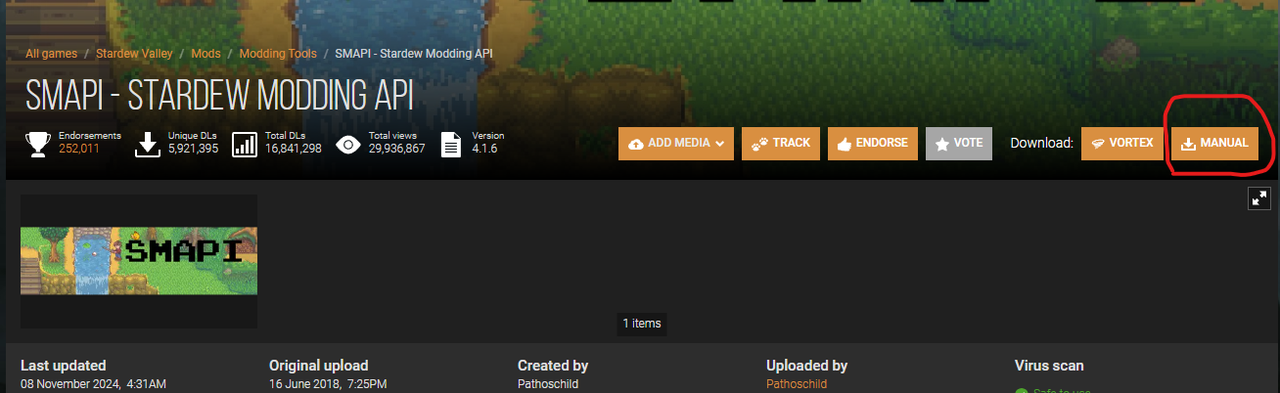 All games / Stardew Valley / Mods / Modding Tools / SMAPI - Stardew Modding API
SMAPI - STARDEW MODDING API
Endorsements
252,011
Unique DLs
5,921,395
Total DLs
16,841,298
Total views
29,936,867
Version
4.1.6
ADD MEDIA
TRACK
ENDORSE
VOTE
Download:
VORTEX
MANUAL
SMAPI
1 items
Last updated
08 November 2024, 4:31AM
Original upload
16 June 2018, 7:25PM
Created by
Pathoschild
Uploaded by
Pathoschild
Virus scan
Safe to use